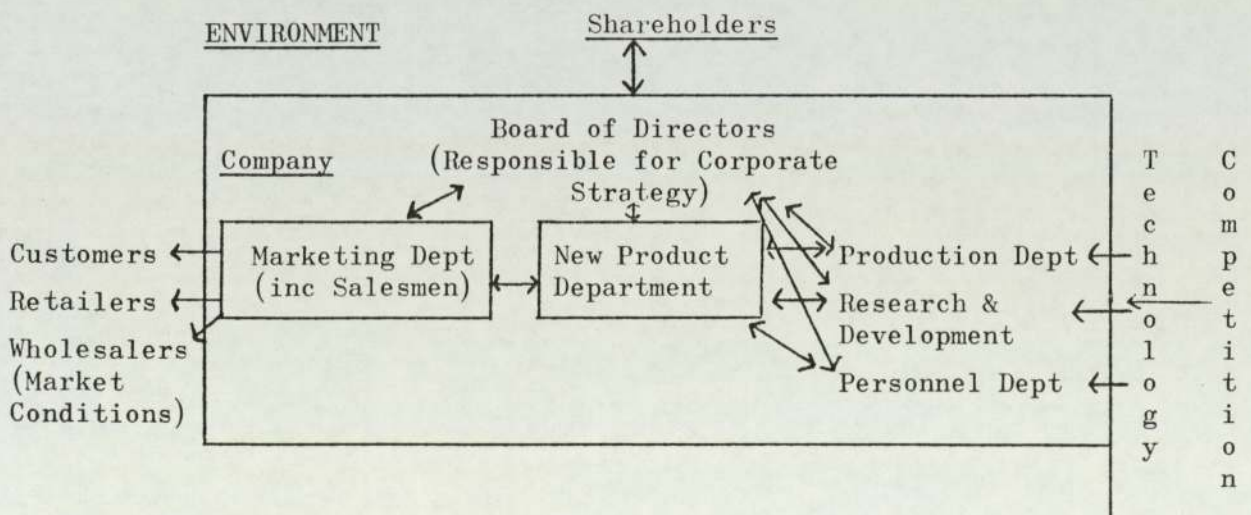 ENVIRONMENT
Shareholders
Board of Directors
(Responsible for Corporate
Strategy)
Company
Marketing Dept
(inc Salesmen)
New Product
Department
Customers
Retailers
Wholesalers
(Market
Conditions)
Production Dept
Research &
Development
Personnel Dept
Technology
Competition